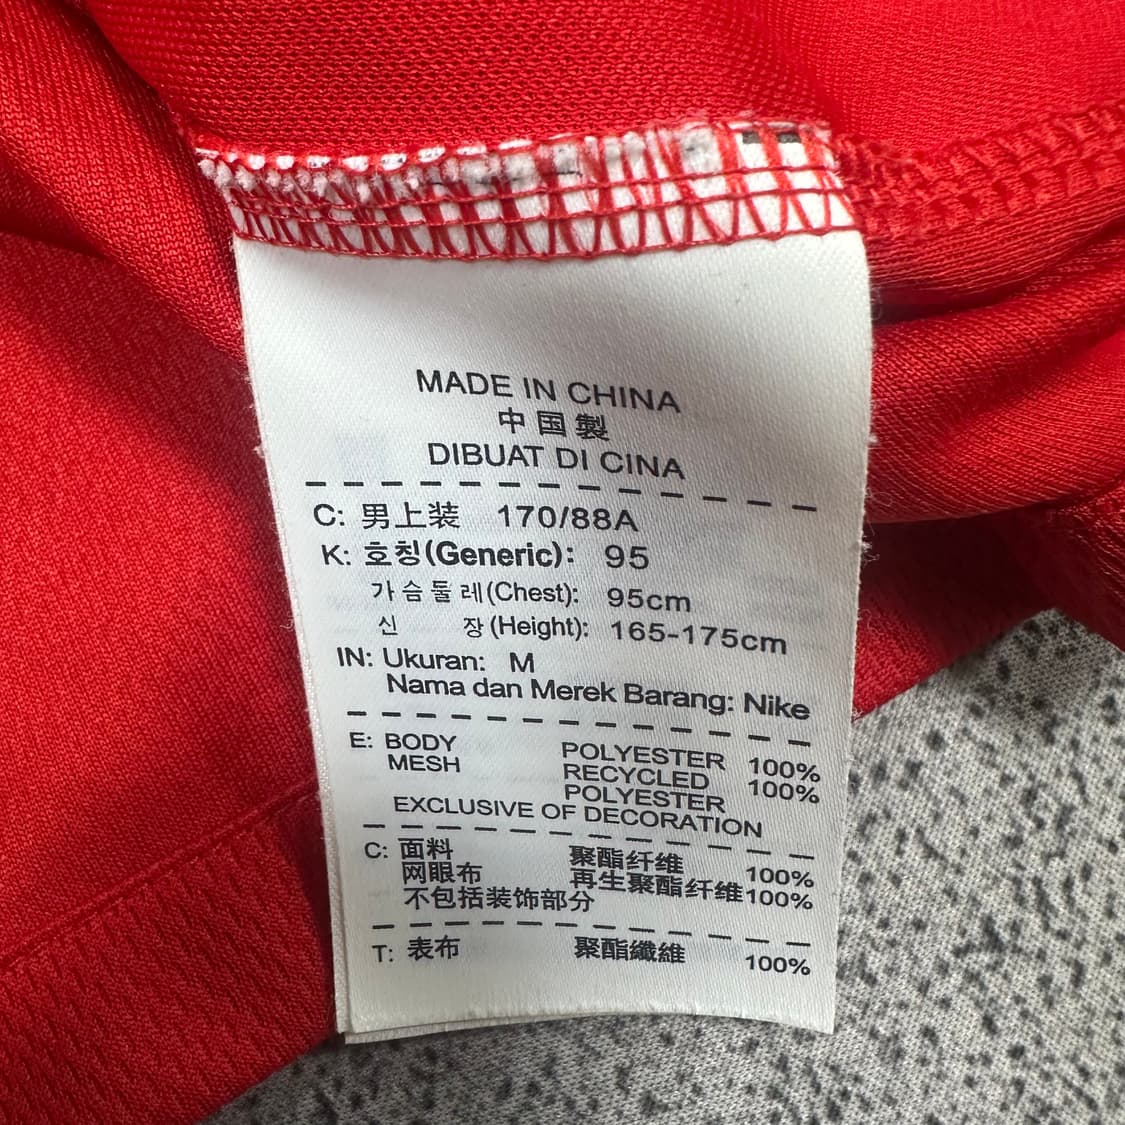 MADE IN CHINA
中国製
DIBUAT DI CINA
C: 男上装 170/88A
K: 호칭(Generic): 95
가슴둘레(Chest): 95cm
신 장(Height): 165-175cm
IN: Ukuran: M
Nama dan Merek Barang: Nike
E: BODY POLYESTER 100%
MESH RECYCLED 100%
POLYESTER
EXCLUSIVE OF DECORATION
C: 面料 聚酯纤维 100%
网眼布 再生聚酯纤维100%
不包括装饰部分
T: 表布 聚酯纖維 100%